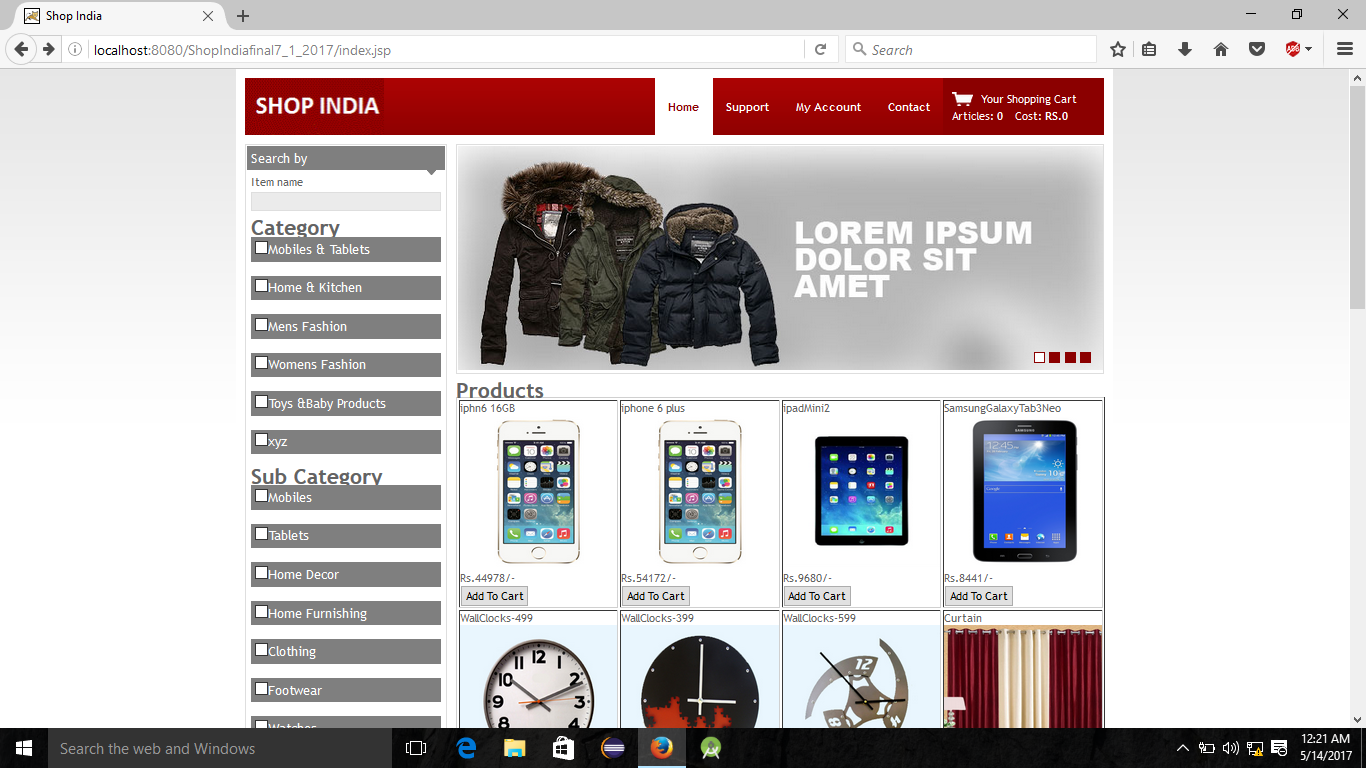 Shop India
localhost:8080/ShopIndiafinal7_1_2017/index.jsp
Search
SHOP INDIA
Home
Support
My Account
Contact
Your Shopping Cart
Articles: 0 Cost: RS.0
Search by
Item name
Category
Mobiles & Tablets
Home & Kitchen
Mens Fashion
Womens Fashion
Toys &Baby Products
xyz
Sub Category
Mobiles
Tablets
Home Decor
Home Furnishing
Clothing
Footwear
Watches
LOREM IPSUM
DOLOR SIT
AMET
Products
iphn6 16GB
Rs.44978/-
Add To Cart
iphone 6 plus
Rs.54172/-
Add To Cart
ipadMini2
Rs.9680/-
Add To Cart
SamsungGalaxyTab3Neo
SAMSUNG
Rs.8441/-
Add To Cart
WallClocks-499
WallClocks-399
WallClocks-599
Curtain
Search the web and Windows
12:21 AM
5/14/2017